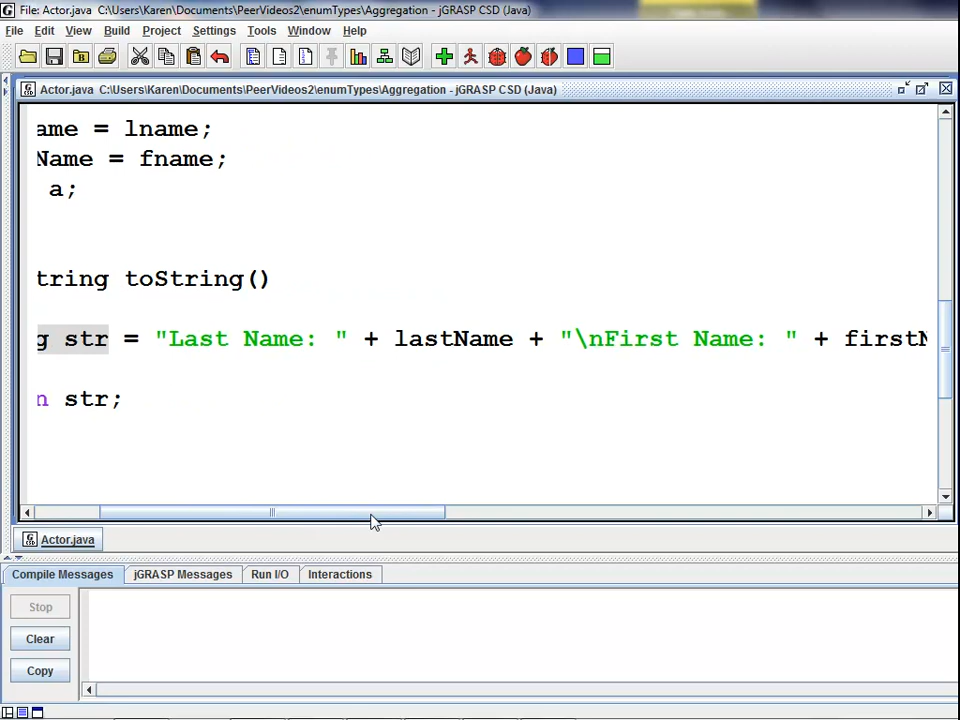 File: Actor.java C:\Users\Karen\Documents\PeerVideos2\enumTypes\Aggregation - jGRASP CSD (Java)
File Edit View Build Project Settings Tools Window Help
Actor.java C:\Users\Karen\Documents\PeerVideos2\enumTypes\Aggregation - jGRASP CSD (Java)
ame = lname;
Name = fname;
a;
tring toString()
g str = "Last Name: " + lastName + "\nFirst Name: " + firstN
n str;
Actor.java
Compile Messages jGRASP Messages Run I/O Interactions
Stop
Clear
Copy